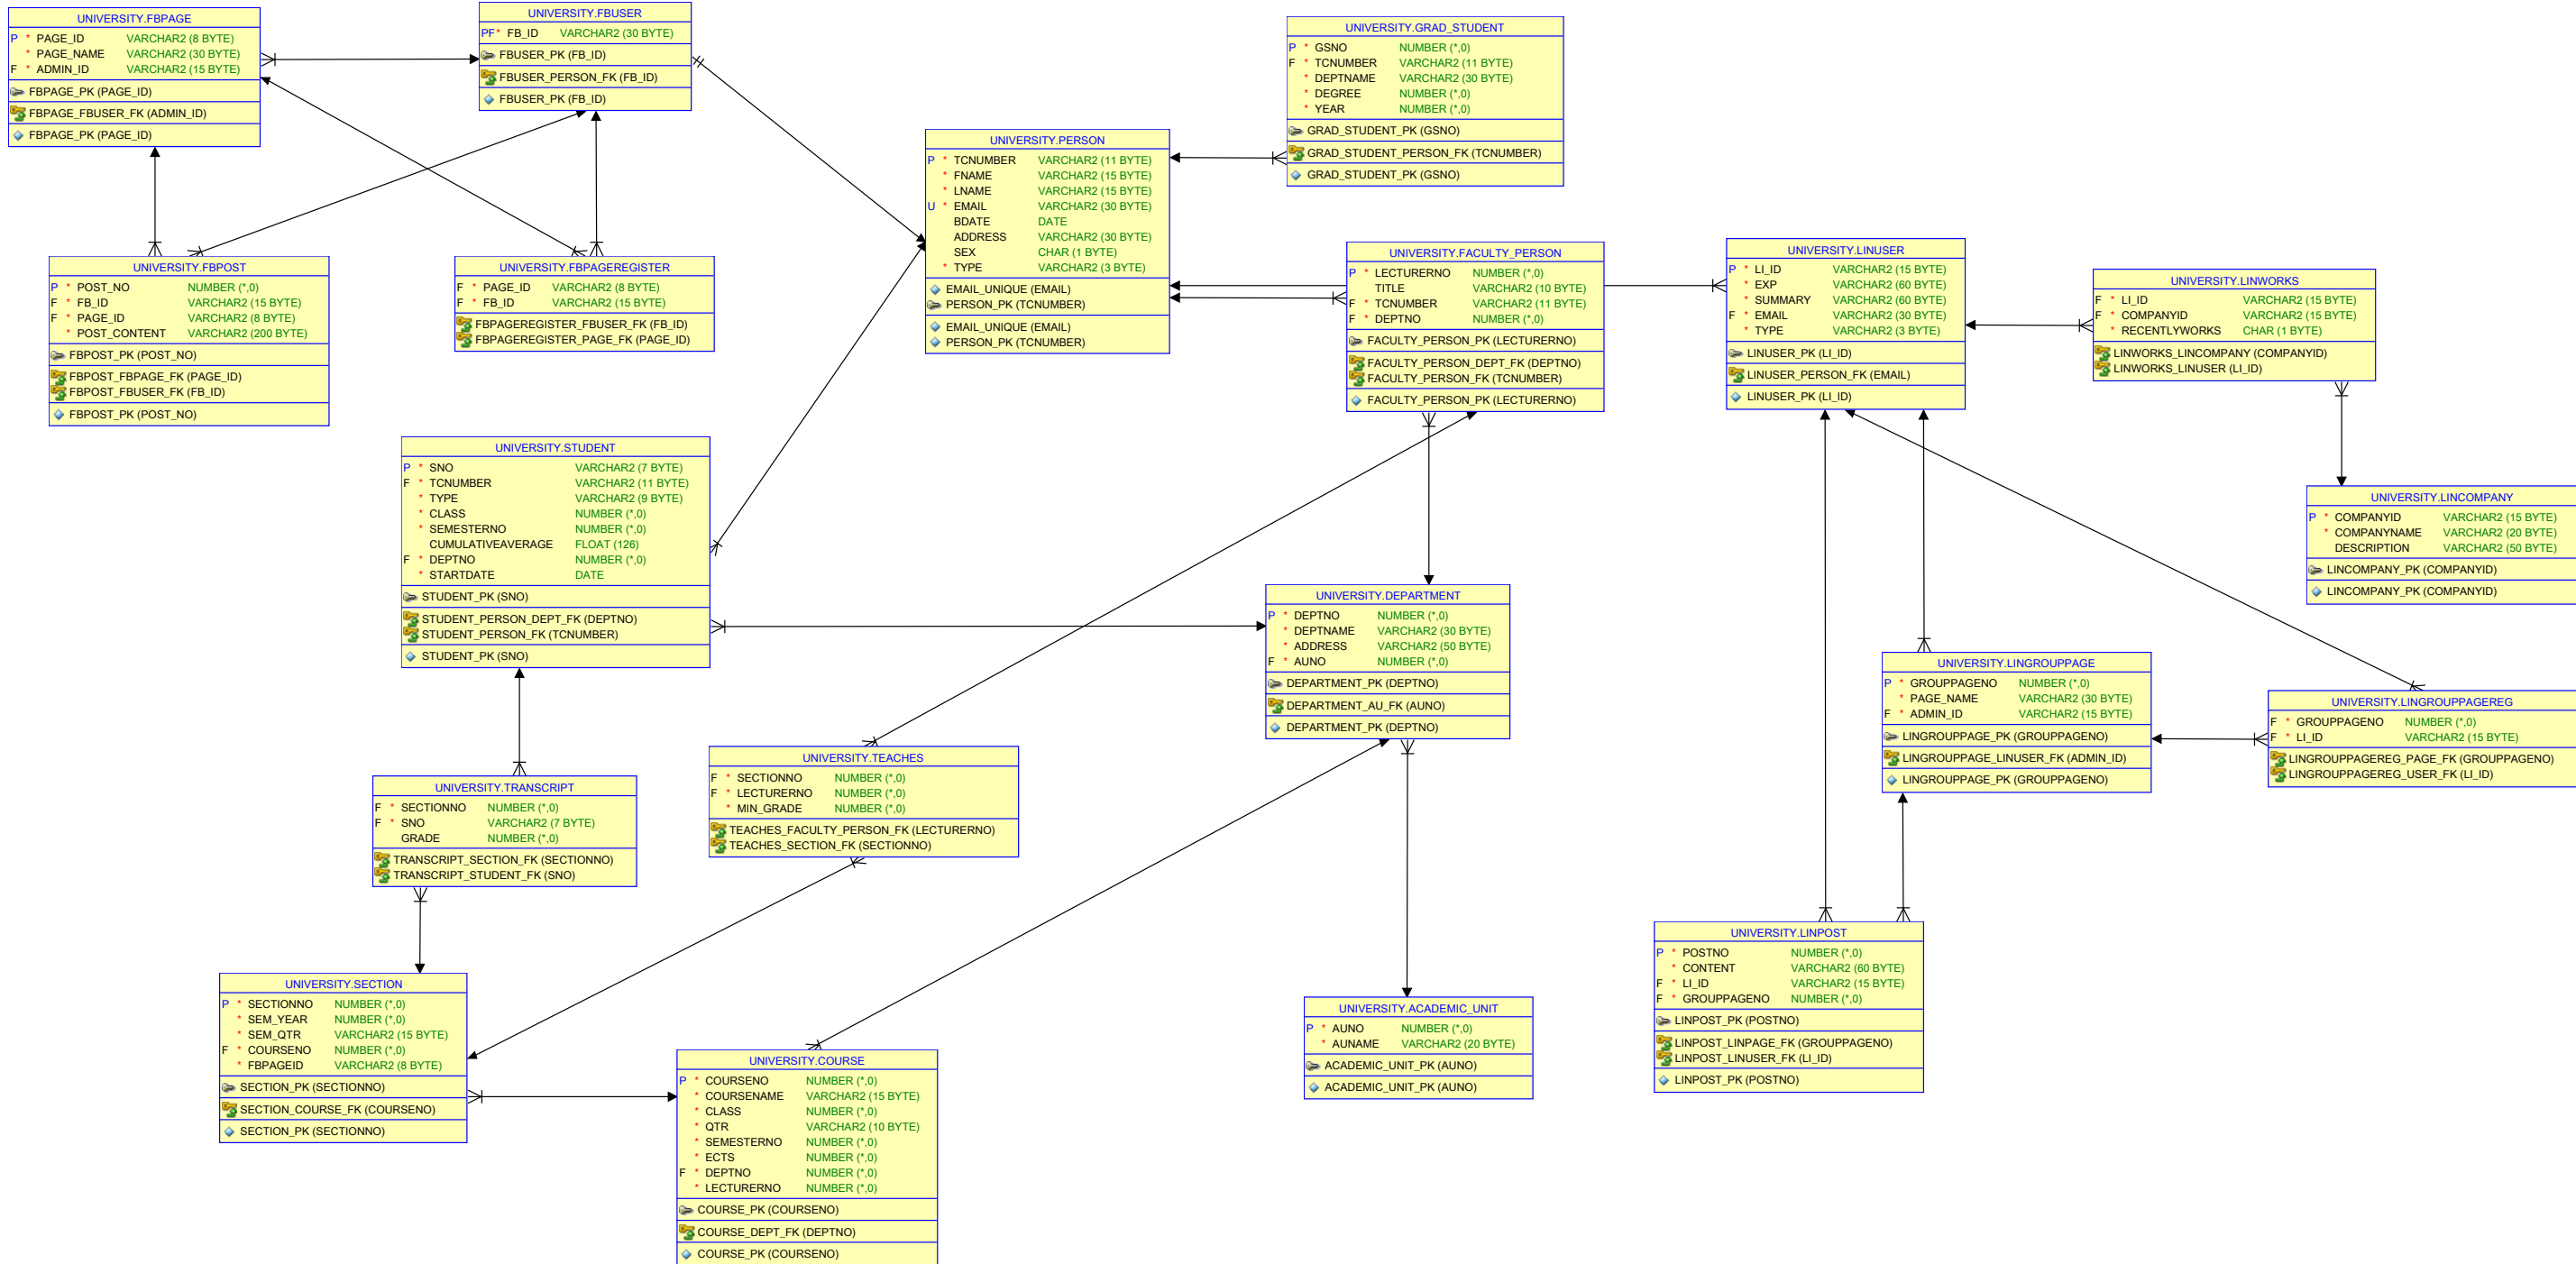 UNIVERSITY.FBPAGE
P * PAGE_ID VARCHAR2 (8 BYTE)
* PAGE_NAME VARCHAR2 (30 BYTE)
F * ADMIN_ID VARCHAR2 (15 BYTE)
FBPAGE_PK (PAGE_ID)
FBPAGE_FBUSER_FK (ADMIN_ID)
FBPAGE_PK (PAGE_ID)
UNIVERSITY.FBUSER
PF* FB_ID VARCHAR2 (30 BYTE)
FBUSER_PK (FB_ID)
FBUSER_PERSON_FK (FB_ID)
FBUSER_PK (FB_ID)
UNIVERSITY.GRAD_STUDENT
P * GSNO NUMBER (*,0)
F * TCNUMBER VARCHAR2 (11 BYTE)
* DEPTNAME VARCHAR2 (30 BYTE)
* DEGREE NUMBER (*,0)
* YEAR NUMBER (*,0)
GRAD_STUDENT_PK (GSNO)
GRAD_STUDENT_PERSON_FK (TCNUMBER)
GRAD_STUDENT_PK (GSNO)
UNIVERSITY.PERSON
P * TCNUMBER VARCHAR2 (11 BYTE)
* FNAME VARCHAR2 (15 BYTE)
* LNAME VARCHAR2 (15 BYTE)
U * EMAIL VARCHAR2 (30 BYTE)
BDATE DATE
ADDRESS VARCHAR2 (30 BYTE)
SEX CHAR (1 BYTE)
* TYPE VARCHAR2 (3 BYTE)
EMAIL_UNIQUE (EMAIL)
PERSON_PK (TCNUMBER)
EMAIL_UNIQUE (EMAIL)
PERSON_PK (TCNUMBER)
UNIVERSITY.FACULTY_PERSON
P * LECTURERNO NUMBER (*,0)
TITLE VARCHAR2 (10 BYTE)
F * TCNUMBER VARCHAR2 (11 BYTE)
F * DEPTNO NUMBER (*,0)
FACULTY_PERSON_PK (LECTURERNO)
FACULTY_PERSON_DEPT_FK (DEPTNO)
FACULTY_PERSON_FK (TCNUMBER)
FACULTY_PERSON_PK (LECTURERNO)
UNIVERSITY.LINUSER
P * LI_ID VARCHAR2 (15 BYTE)
* EXP VARCHAR2 (60 BYTE)
* SUMMARY VARCHAR2 (60 BYTE)
F * EMAIL VARCHAR2 (30 BYTE)
* TYPE VARCHAR2 (3 BYTE)
LINUSER_PK (LI_ID)
LINUSER_PERSON_FK (EMAIL)
LINUSER_PK (LI_ID)
UNIVERSITY.LINWORKS
F * LI_ID VARCHAR2 (15 BYTE)
F * COMPANYID VARCHAR2 (15 BYTE)
* RECENTLYWORKS CHAR (1 BYTE)
LINWORKS_LINCOMPANY (COMPANYID)
LINWORKS_LINUSER (LI_ID)
UNIVERSITY.FBPOST
P * POST_NO NUMBER (*,0)
F * FB_ID VARCHAR2 (15 BYTE)
F * PAGE_ID VARCHAR2 (8 BYTE)
* POST_CONTENT VARCHAR2 (200 BYTE)
FBPOST_PK (POST_NO)
FBPOST_FBPAGE_FK (PAGE_ID)
FBPOST_FBUSER_FK (FB_ID)
FBPOST_PK (POST_NO)
UNIVERSITY.FBPAGEREGISTER
F * PAGE_ID VARCHAR2 (8 BYTE)
F * FB_ID VARCHAR2 (15 BYTE)
FBPAGEREGISTER_FBUSER_FK (FB_ID)
FBPAGEREGISTER_PAGE_FK (PAGE_ID)
UNIVERSITY.STUDENT
P * SNO VARCHAR2 (7 BYTE)
F * TCNUMBER VARCHAR2 (11 BYTE)
* TYPE VARCHAR2 (9 BYTE)
* CLASS NUMBER (*,0)
* SEMESTERNO NUMBER (*,0)
CUMULATIVEAVERAGE FLOAT (126)
F * DEPTNO NUMBER (*,0)
* STARTDATE DATE
STUDENT_PK (SNO)
STUDENT_PERSON_DEPT_FK (DEPTNO)
STUDENT_PERSON_FK (TCNUMBER)
STUDENT_PK (SNO)
UNIVERSITY.LINCOMPANY
P * COMPANYID VARCHAR2 (15 BYTE)
* COMPANYNAME VARCHAR2 (20 BYTE)
DESCRIPTION VARCHAR2 (50 BYTE)
LINCOMPANY_PK (COMPANYID)
LINCOMPANY_PK (COMPANYID)
UNIVERSITY.DEPARTMENT
P * DEPTNO NUMBER (*,0)
* DEPTNAME VARCHAR2 (30 BYTE)
* ADDRESS VARCHAR2 (50 BYTE)
F * AUNO NUMBER (*,0)
DEPARTMENT_PK (DEPTNO)
DEPARTMENT_AU_FK (AUNO)
DEPARTMENT_PK (DEPTNO)
UNIVERSITY.LINGROUPPAGE
P * GROUPPAGENO NUMBER (*,0)
* PAGE_NAME VARCHAR2 (30 BYTE)
F * ADMIN_ID VARCHAR2 (15 BYTE)
LINGROUPPAGE_PK (GROUPPAGENO)
LINGROUPPAGE_LINUSER_FK (ADMIN_ID)
LINGROUPPAGE_PK (GROUPPAGENO)
UNIVERSITY.LINGROUPPAGEREG
F * GROUPPAGENO NUMBER (*,0)
F * LI_ID VARCHAR2 (15 BYTE)
LINGROUPPAGEREG_PAGE_FK (GROUPPAGENO)
LINGROUPPAGEREG_USER_FK (LI_ID)
UNIVERSITY.TRANSCRIPT
F * SECTIONNO NUMBER (*,0)
F * SNO VARCHAR2 (7 BYTE)
GRADE NUMBER (*,0)
TRANSCRIPT_SECTION_FK (SECTIONNO)
TRANSCRIPT_STUDENT_FK (SNO)
UNIVERSITY.TEACHES
F * SECTIONNO NUMBER (*,0)
F * LECTURERNO NUMBER (*,0)
* MIN_GRADE NUMBER (*,0)
TEACHES_FACULTY_PERSON_FK (LECTURERNO)
TEACHES_SECTION_FK (SECTIONNO)
UNIVERSITY.SECTION
P * SECTIONNO NUMBER (*,0)
* SEM_YEAR NUMBER (*,0)
* SEM_QTR VARCHAR2 (15 BYTE)
F * COURSENO NUMBER (*,0)
* FBPAGEID VARCHAR2 (8 BYTE)
SECTION_PK (SECTIONNO)
SECTION_COURSE_FK (COURSENO)
SECTION_PK (SECTIONNO)
UNIVERSITY.COURSE
P * COURSENO NUMBER (*,0)
* COURSENAME VARCHAR2 (15 BYTE)
* CLASS NUMBER (*,0)
* QTR VARCHAR2 (10 BYTE)
* SEMESTERNO NUMBER (*,0)
* ECTS NUMBER (*,0)
F * DEPTNO NUMBER (*,0)
* LECTURERNO NUMBER (*,0)
COURSE_PK (COURSENO)
COURSE_DEPT_FK (DEPTNO)
COURSE_PK (COURSENO)
UNIVERSITY.ACADEMIC_UNIT
P * AUNO NUMBER (*,0)
* AUNAME VARCHAR2 (20 BYTE)
ACADEMIC_UNIT_PK (AUNO)
ACADEMIC_UNIT_PK (AUNO)
UNIVERSITY.LINPOST
P * POSTNO NUMBER (*,0)
* CONTENT VARCHAR2 (60 BYTE)
F * LI_ID VARCHAR2 (15 BYTE)
F * GROUPPAGENO NUMBER (*,0)
LINPOST_PK (POSTNO)
LINPOST_LINPAGE_FK (GROUPPAGENO)
LINPOST_LINUSER_FK (LI_ID)
LINPOST_PK (POSTNO)